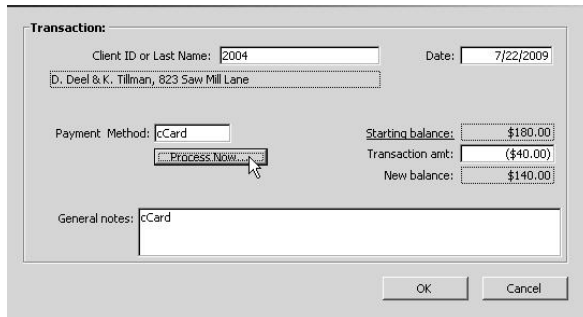 Transaction:
Client ID or Last Name: 2004 Date: 7/22/2009
D. Deel & K. Tillman, 823 Saw Mill Lane
Payment Method: cCard Starting balance: $180.00
Process Now... Transaction amt: ($40.00)
New balance: $140.00
General notes: cCard
OK Cancel